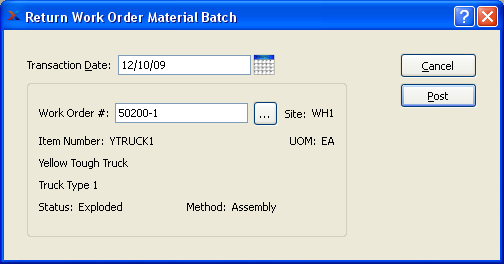 Return Work Order Material Batch
Transaction Date: 12/10/09
Cancel
Post
Work Order #: 50200-1 ... Site: WH1
Item Number: YTRUCK1 UOM: EA
Yellow Tough Truck
Truck Type 1
Status: Exploded Method: Assembly